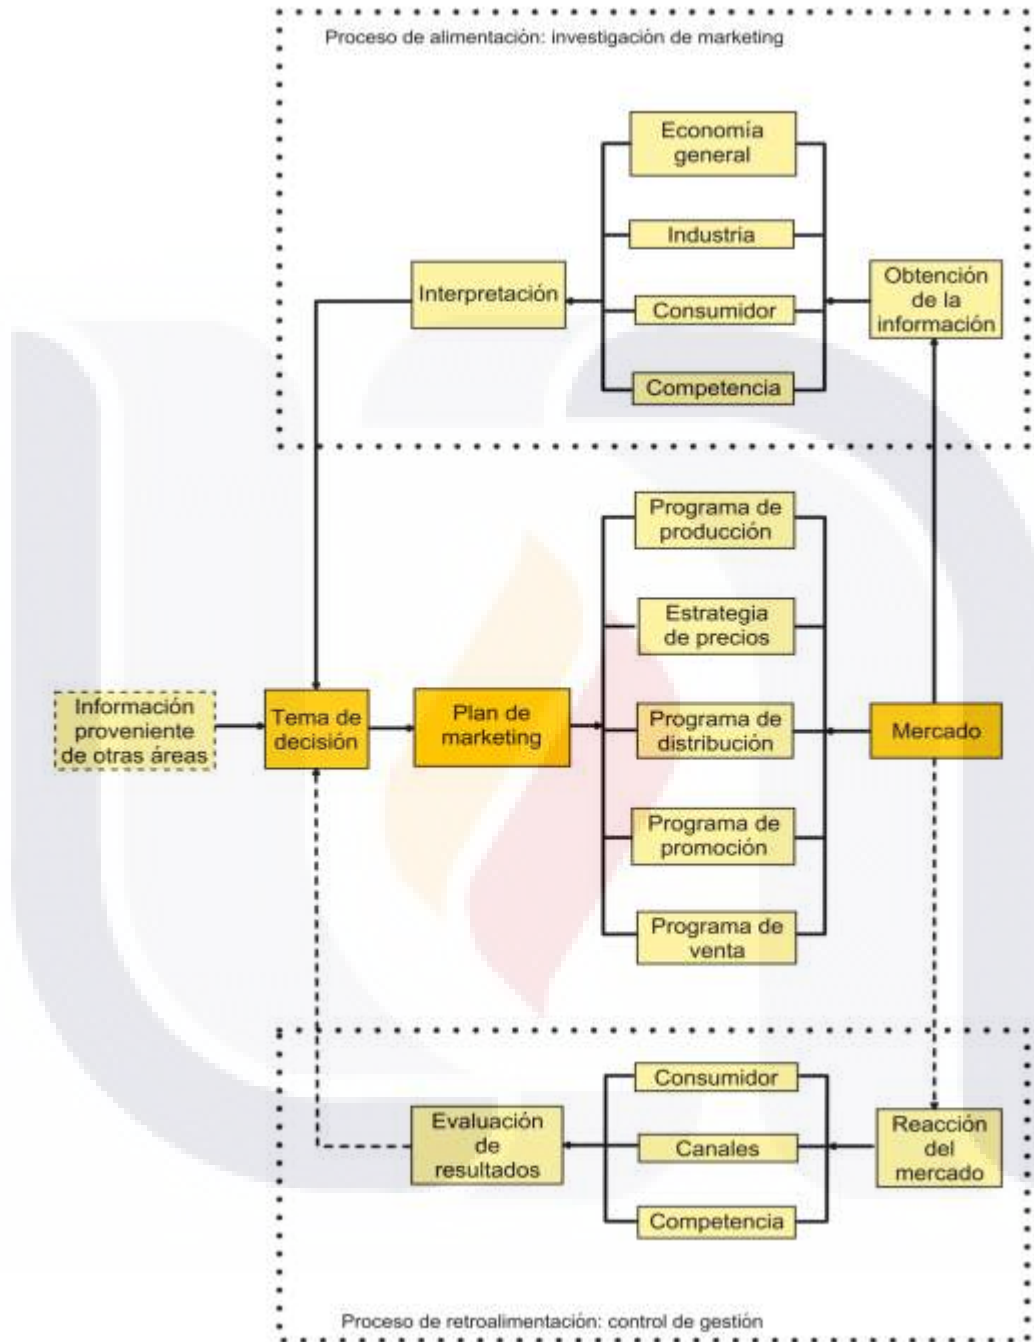 Proceso de alimentación: investigación de marketing
Economía
general
Industria
Interpretación
Consumidor
Obtención
de la
información
Competencia
Programa de
producción
Estrategia
de precios
Información
proveniente
de otras áreas
Tema de
decisión
Plan de
marketing
Programa de
distribución
Mercado
Programa de
promoción
Programa de
venta
Consumidor
Evaluación
de
resultados
Canales
Reacción
del
mercado
Competencia
Proceso de retroalimentación: control de gestión